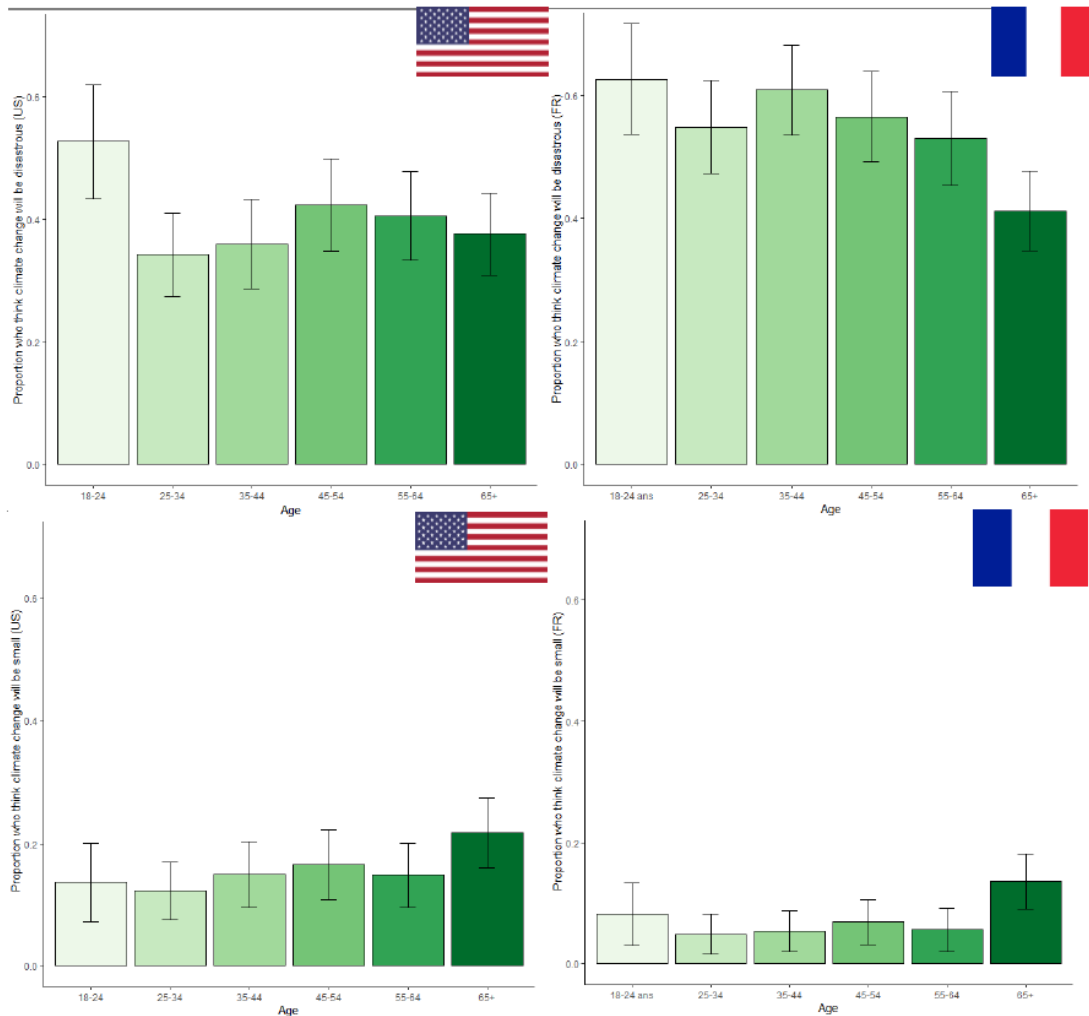 Proportion who think climate change will be disastrous (US)
0.6
0.4
0.2
0.0
18-24 25-34 35-44 45-54 55-64 65+
Age
Proportion who think climate change will be disastrous (FR)
0.6
0.4
0.2
0.0
18-24 ans 25-34 35-44 45-54 55-64 65+
Age
Proportion who think climate change will be small (US)
0.6
0.4
0.2
0.0
18-24 25-34 35-44 45-54 55-64 65+
Age
Proportion who think climate change will be small (FR)
0.6
0.4
0.2
0.0
18-24 ans 25-34 35-44 45-54 55-64 65+
Age